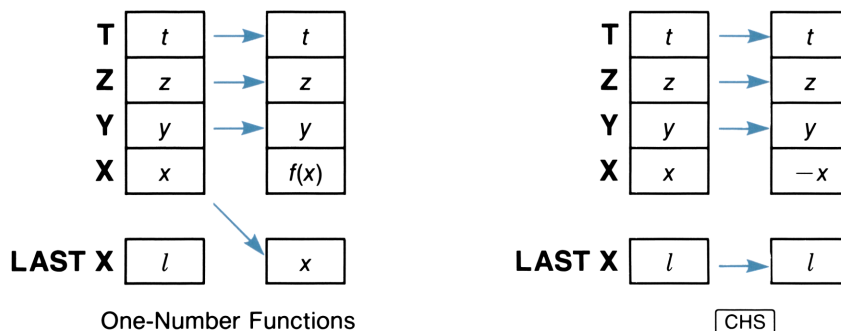 T t t T t t
Z z z Z z z
Y y y Y y y
X x f(x) X x −x
LAST X l x LAST X l l
One-Number Functions CHS